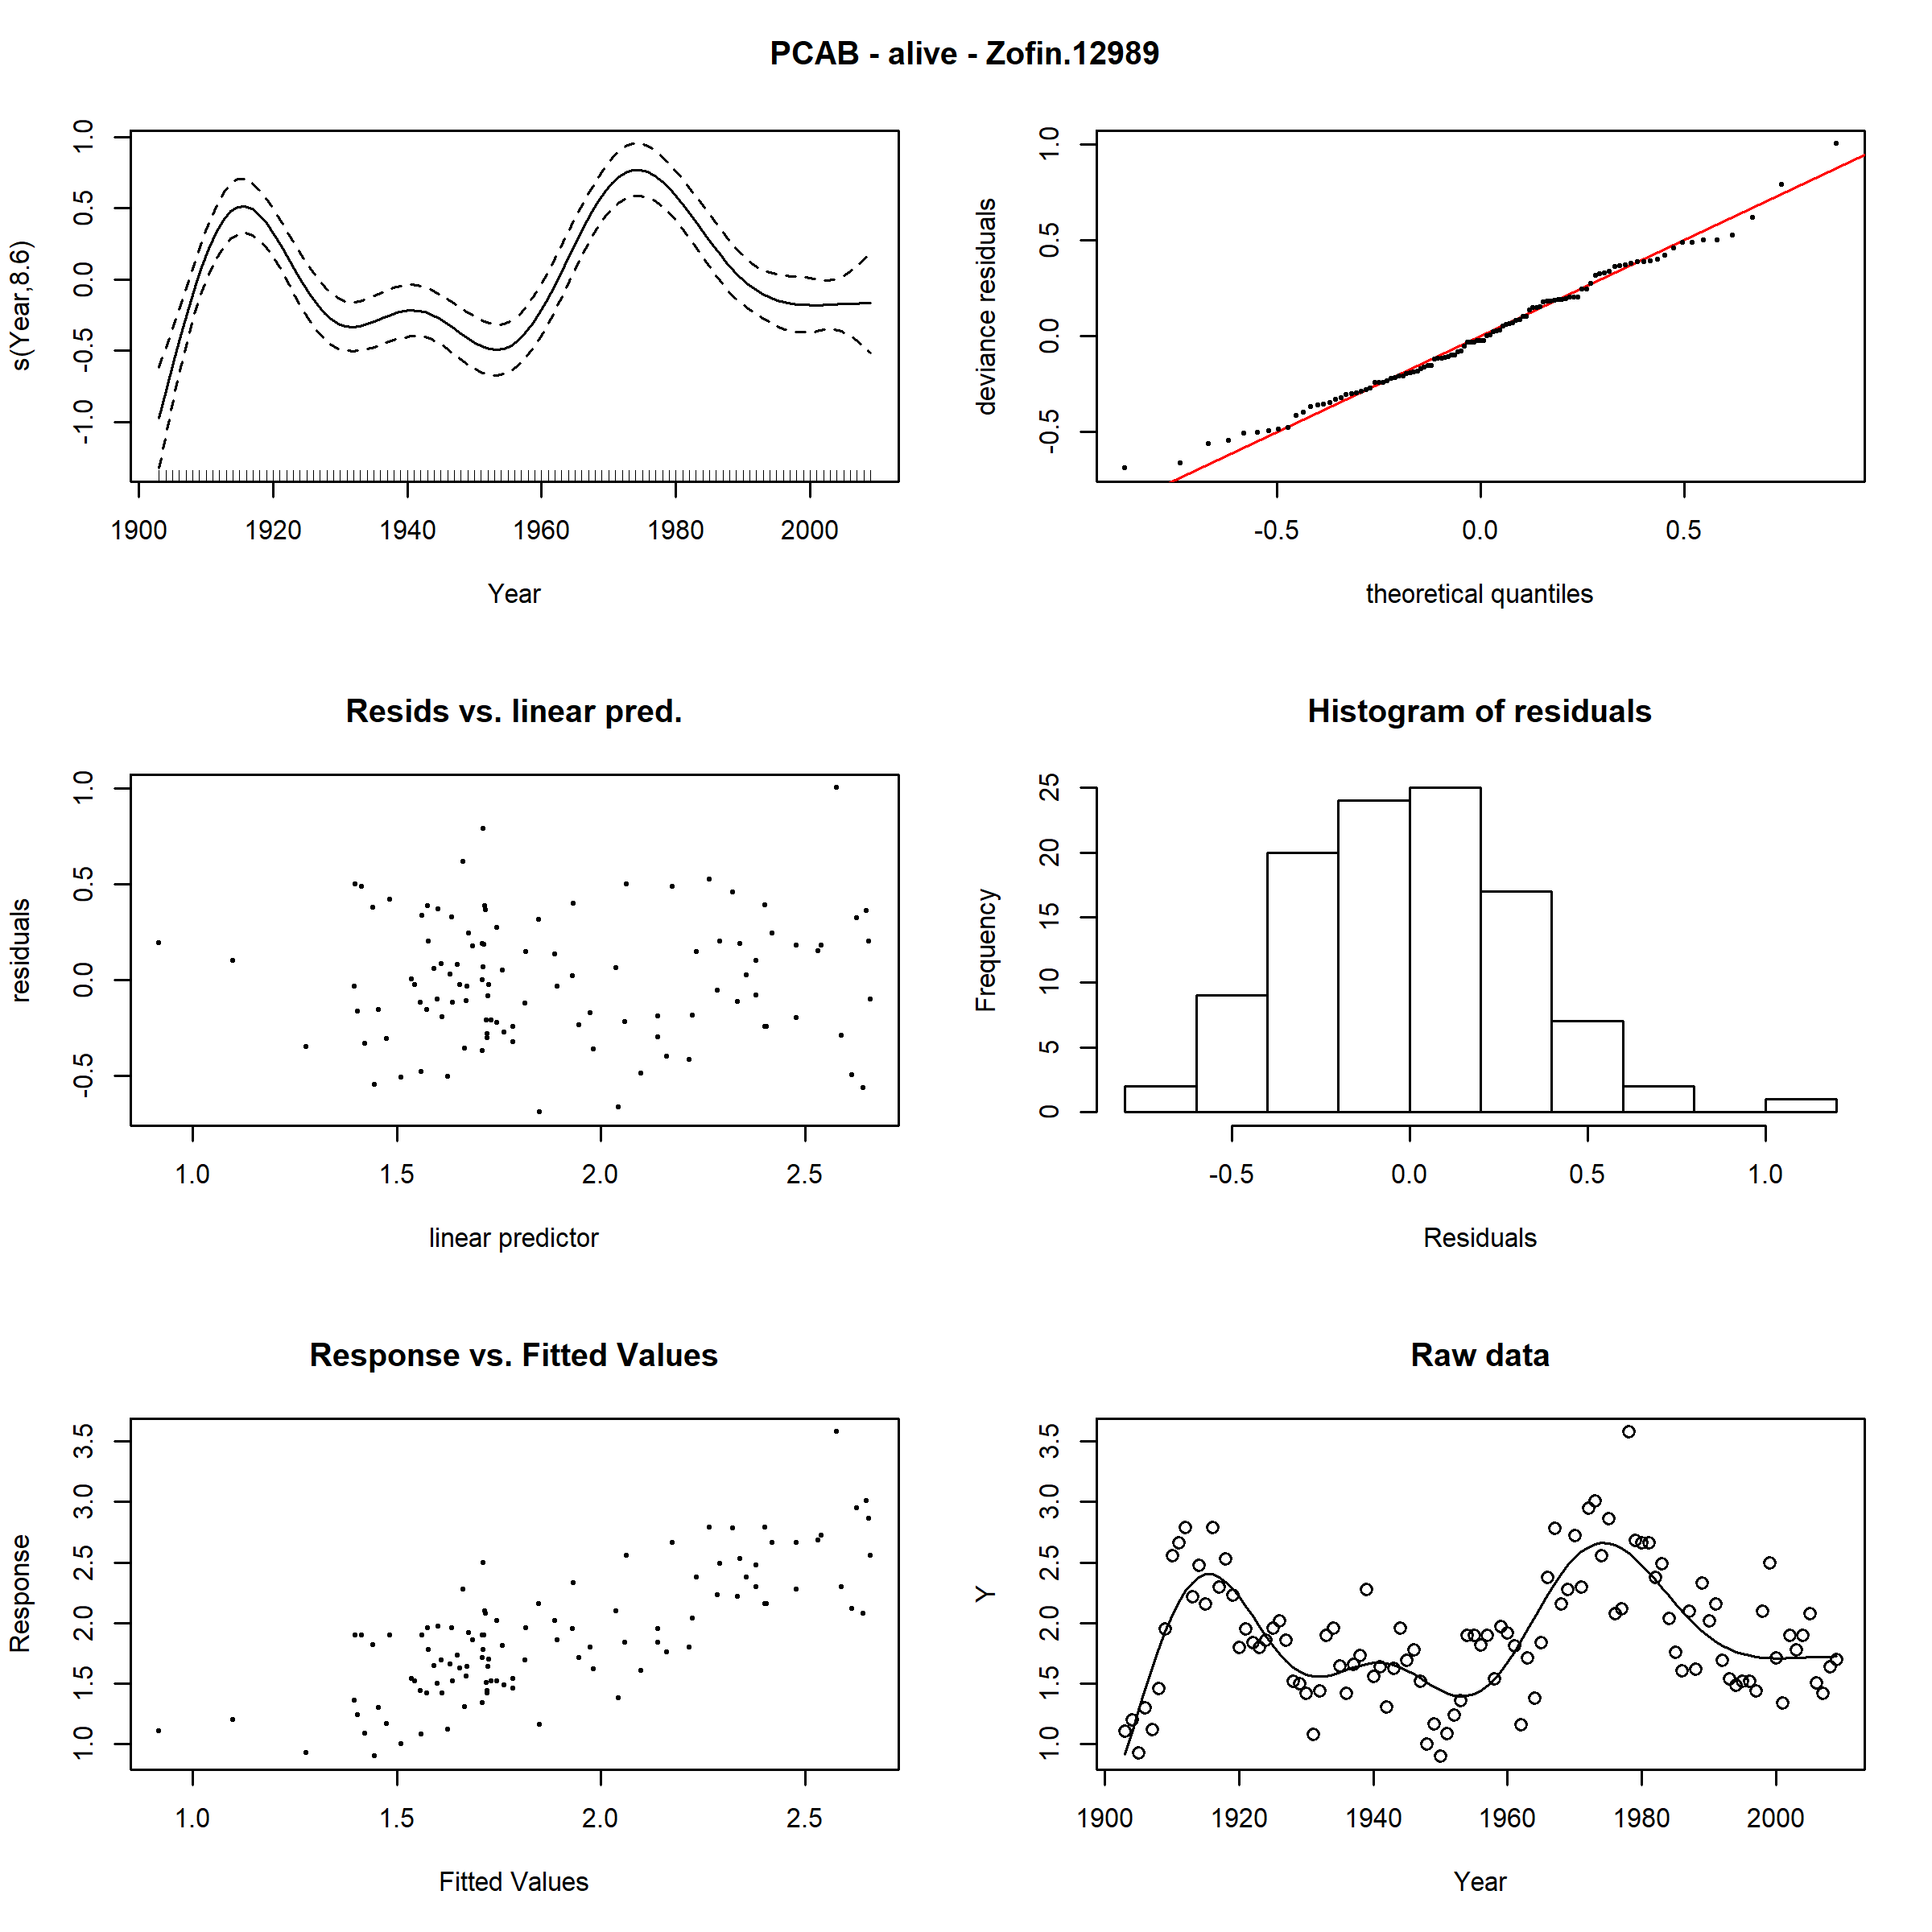 PCAB - alive - Zofin.12989
s(Year,8.6)
1.0
0.5
0.0
-0.5
-1.0
1900 1920 1940 1960 1980 2000
Year
deviance residuals
1.0
0.5
0.0
-0.5
-0.5 0.0 0.5
theoretical quantiles
Resids vs. linear pred.
residuals
1.0
0.5
0.0
-0.5
1.0 1.5 2.0 2.5
linear predictor
Histogram of residuals
Frequency
25
20
15
10
5
0
-0.5 0.0 0.5 1.0
Residuals
Response vs. Fitted Values
Response
3.5
3.0
2.5
2.0
1.5
1.0
1.0 1.5 2.0 2.5
Fitted Values
Raw data
Y
3.5
3.0
2.5
2.0
1.5
1.0
1900 1920 1940 1960 1980 2000
Year